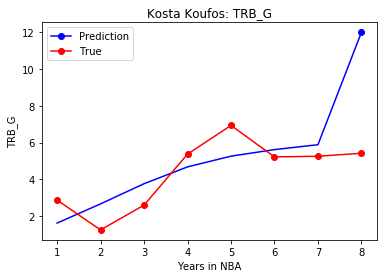 Kosta Koufos: TRB_G
Prediction
True
12
10
8
6
4
2
TRB_G
1 2 3 4 5 6 7 8
Years in NBA